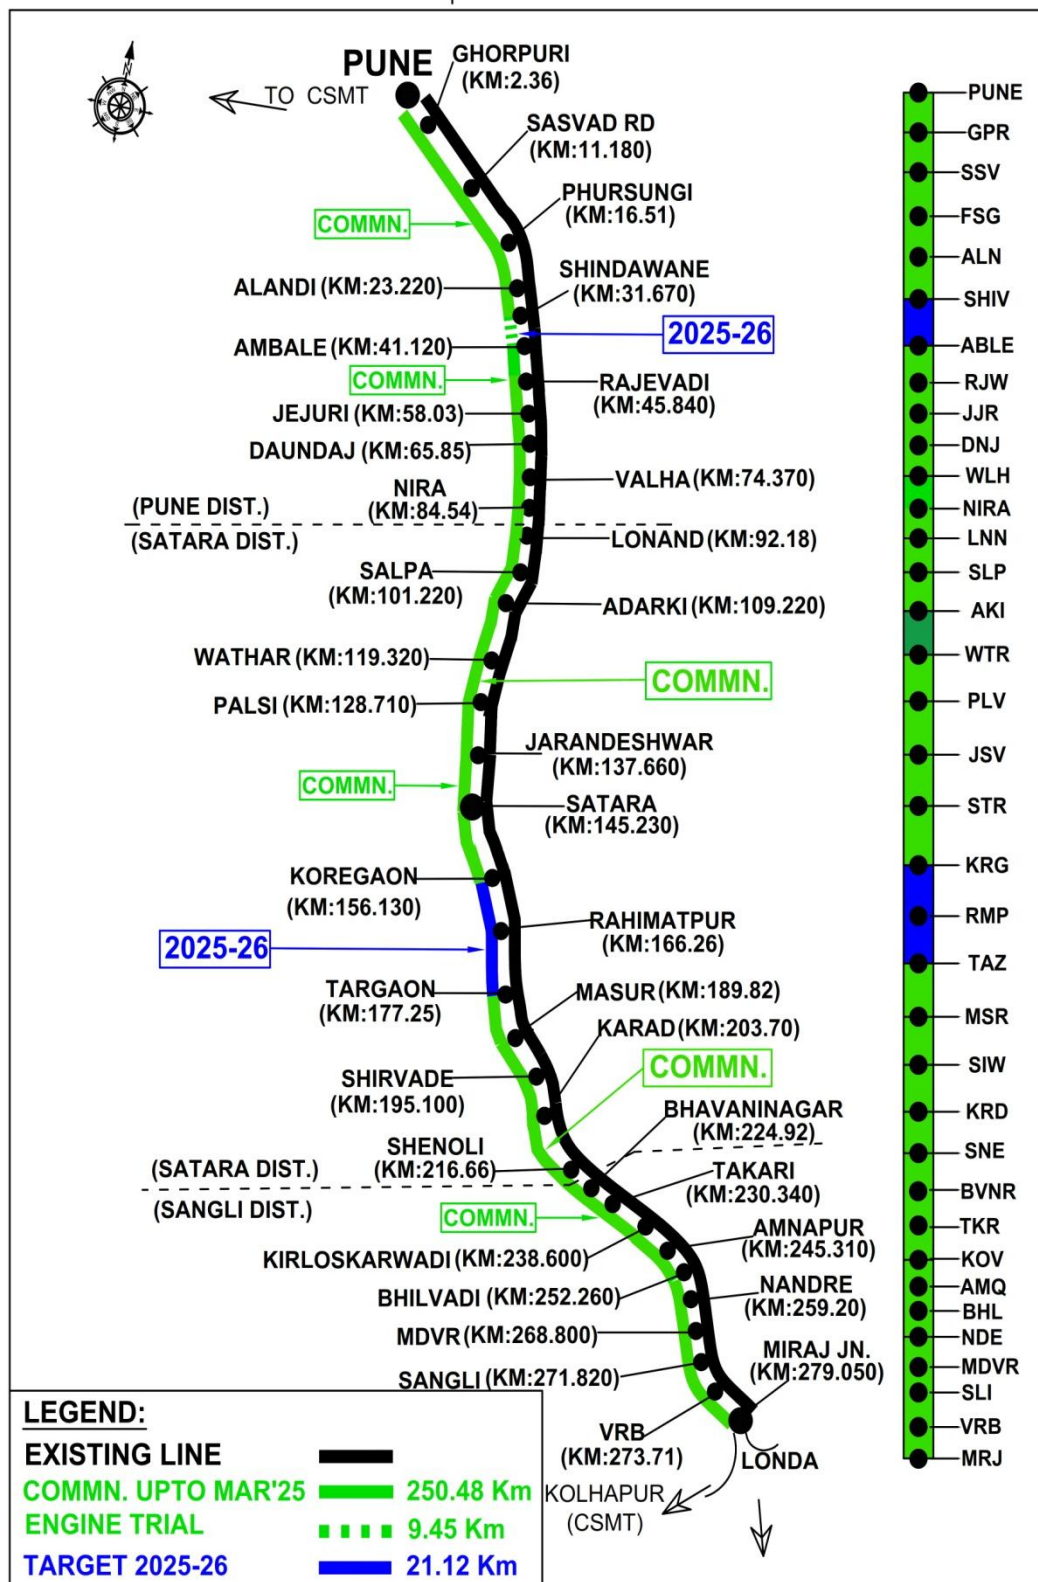 PUNE
GHORPURI
(KM:2.36)
N
TO CSMT
SASVAD RD
(KM:11.180)
PHURSUNGI
(KM:16.51)
COMMN.
ALANDI (KM:23.220)
SHINDAWANE
(KM:31.670)
2025-26
AMBALE (KM:41.120)
COMMN.
RAJEVADI
(KM:45.840)
JEJURI (KM:58.03)
DAUNDAJ (KM:65.85)
VALHA (KM:74.370)
NIRA
(KM:84.54)
(PUNE DIST.)
(SATARA DIST.)
LONAND (KM:92.18)
SALPA
(KM:101.220)
ADARKI (KM:109.220)
WATHAR (KM:119.320)
COMMN.
PALSI (KM:128.710)
JARANDESHWAR
(KM:137.660)
COMMN.
SATARA
(KM:145.230)
KOREGAON
(KM:156.130)
RAHIMATPUR
(KM:166.26)
2025-26
TARGAON
(KM:177.25)
MASUR (KM:189.82)
KARAD (KM:203.70)
COMMN.
SHIRVADE
(KM:195.100)
BHAVANINAGAR
(KM:224.92)
SHENOLI
(KM:216.66)
(SATARA DIST.)
(SANGLI DIST.)
TAKARI
(KM:230.340)
COMMN.
AMNAPUR
(KM:245.310)
KIRLOSKARWADI (KM:238.600)
NANDRE
(KM:259.20)
BHILVADI (KM:252.260)
MDVR (KM:268.800)
MIRAJ JN.
(KM:279.050)
SANGLI (KM:271.820)
VRB
(KM:273.71)
LONDA
KOLHAPUR
(CSMT)
PUNE
GPR
SSV
FSG
ALN
SHIV
ABLE
RJW
JJR
DNJ
WLH
NIRA
LNN
SLP
AKI
WTR
PLV
JSV
STR
KRG
RMP
TAZ
MSR
SIW
KRD
SNE
BVNR
TKR
KOV
AMQ
BHL
NDE
MDVR
SLI
VRB
MRJ
LEGEND:
EXISTING LINE
COMMN. UPTO MAR'25 250.48 Km
ENGINE TRIAL 9.45 Km
TARGET 2025-26 21.12 Km